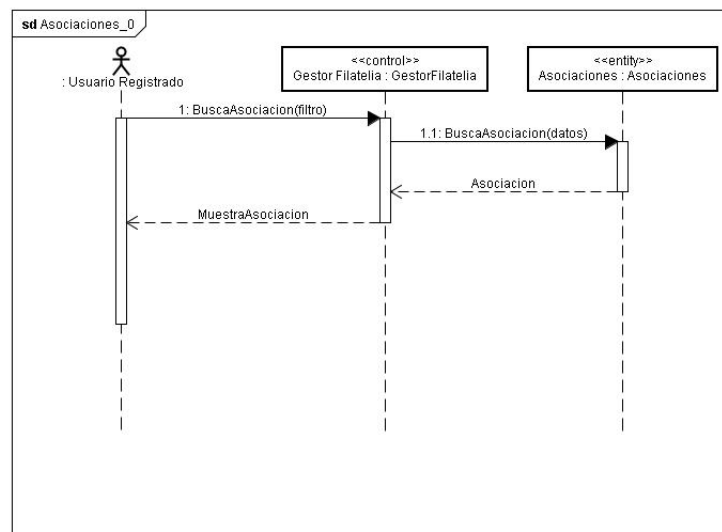 sd Asociaciones_0
: Usuario Registrado
<<control>>
Gestor Filatelia : GestorFilatelia
<<entity>>
Asociaciones : Asociaciones
1: BuscaAsociacion(filtro)
1.1: BuscaAsociacion(datos)
Asociacion
MuestraAsociacion